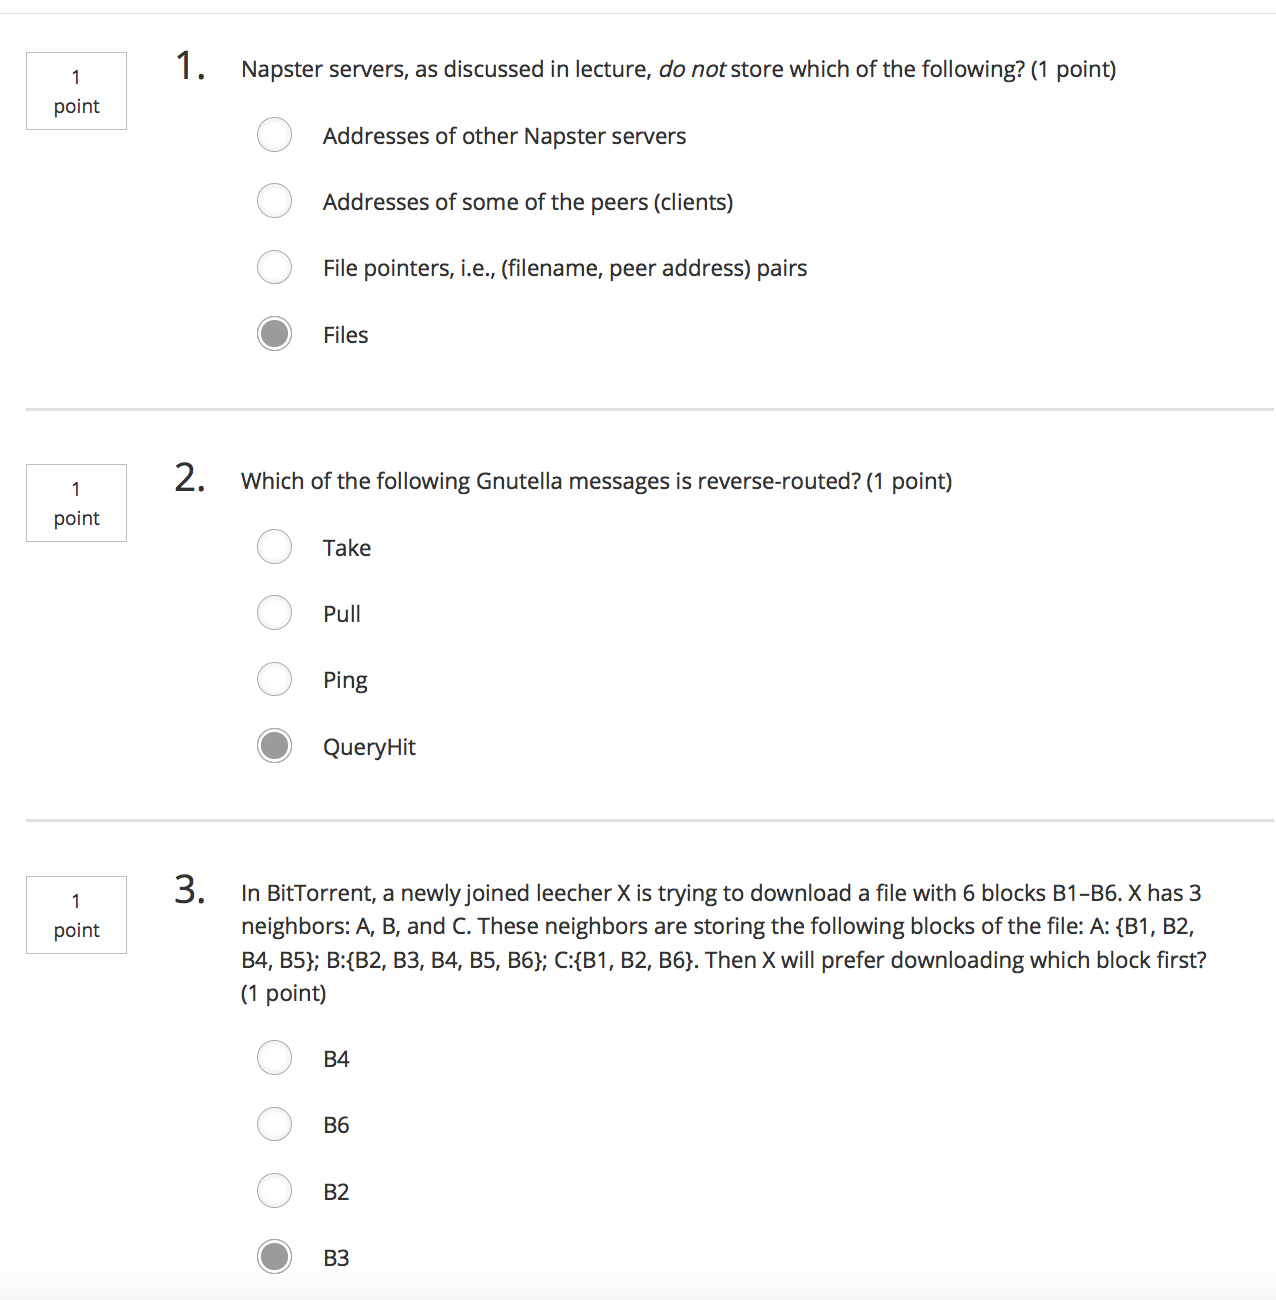 1
point
1. Napster servers, as discussed in lecture, do not store which of the following? (1 point)
Addresses of other Napster servers
Addresses of some of the peers (clients)
File pointers, i.e., (filename, peer address) pairs
Files
1
point
2. Which of the following Gnutella messages is reverse-routed? (1 point)
Take
Pull
Ping
QueryHit
1
point
3. In BitTorrent, a newly joined leecher X is trying to download a file with 6 blocks B1–B6. X has 3
neighbors: A, B, and C. These neighbors are storing the following blocks of the file: A: {B1, B2,
B4, B5}; B:{B2, B3, B4, B5, B6}; C:{B1, B2, B6}. Then X will prefer downloading which block first?
(1 point)
B4
B6
B2
B3